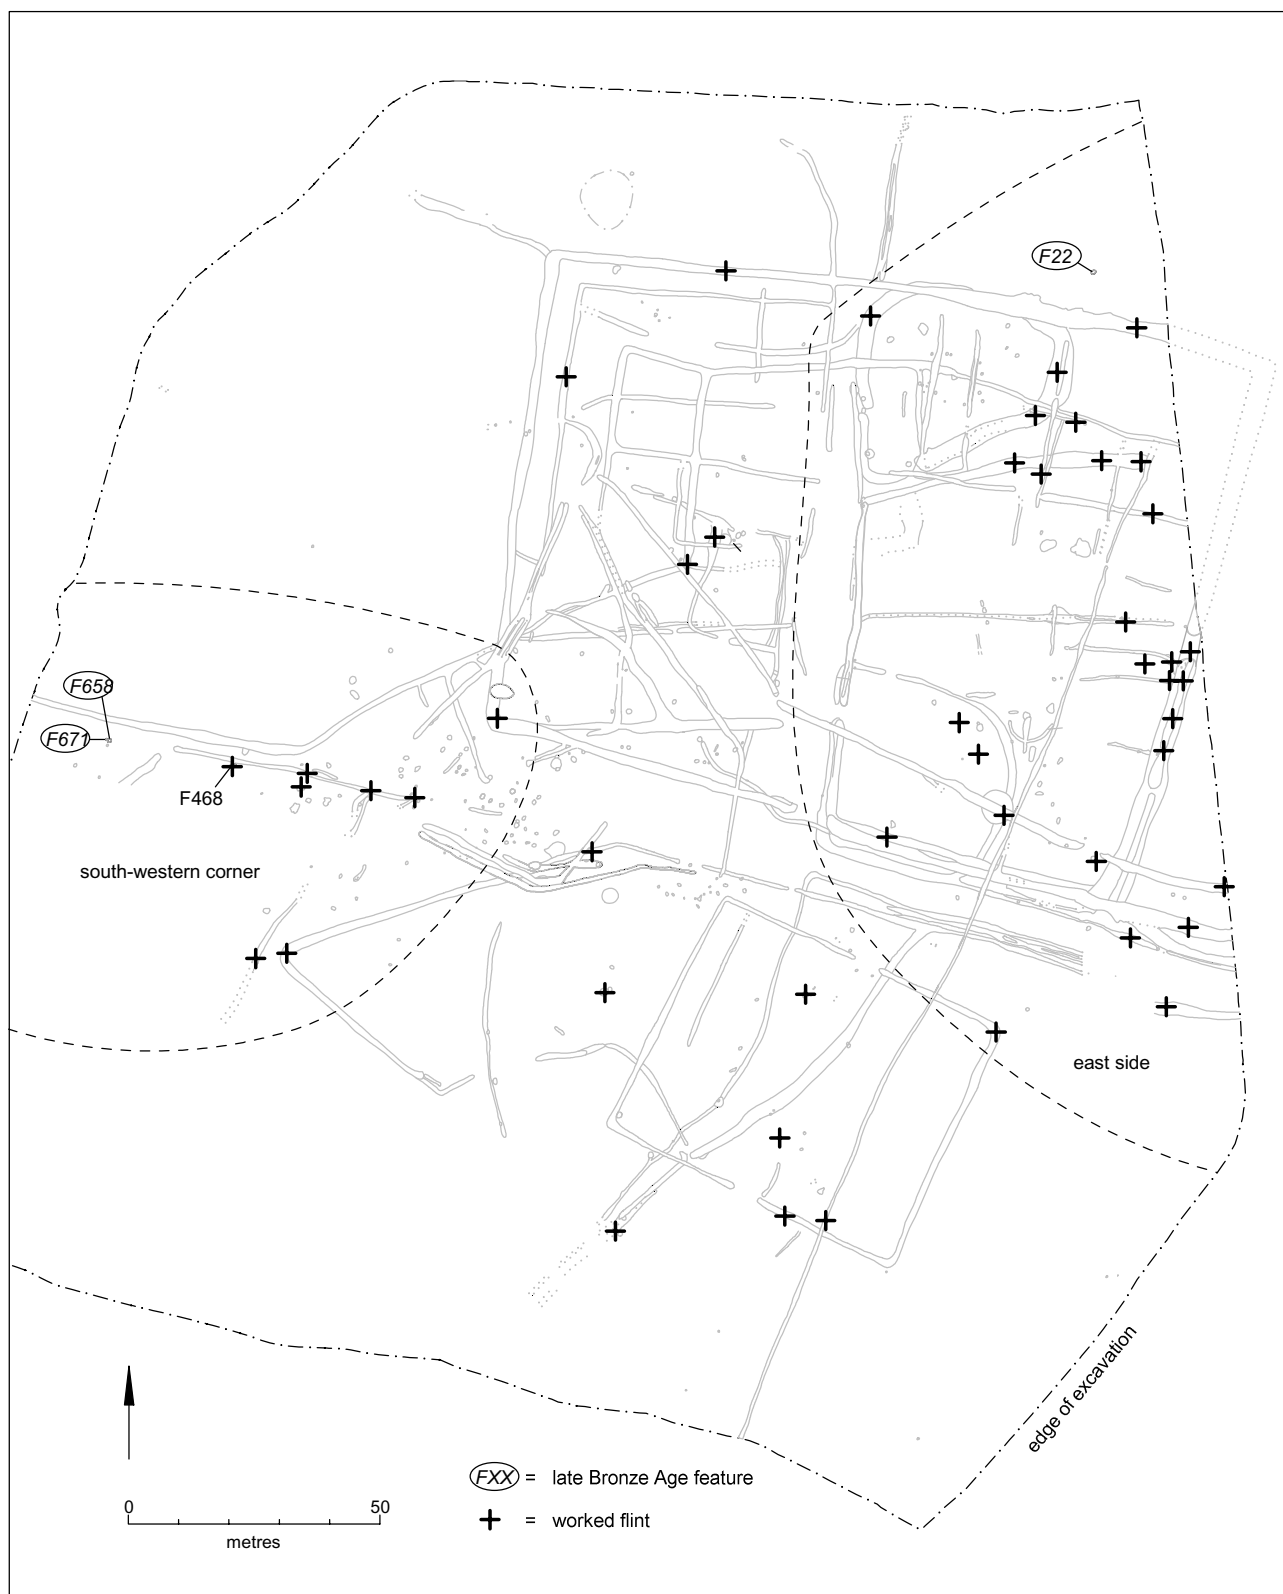 F22
F658
F671
F468
south-western corner
east side
edge of excavation
FXX = late Bronze Age feature
0 50
= worked flint
metres